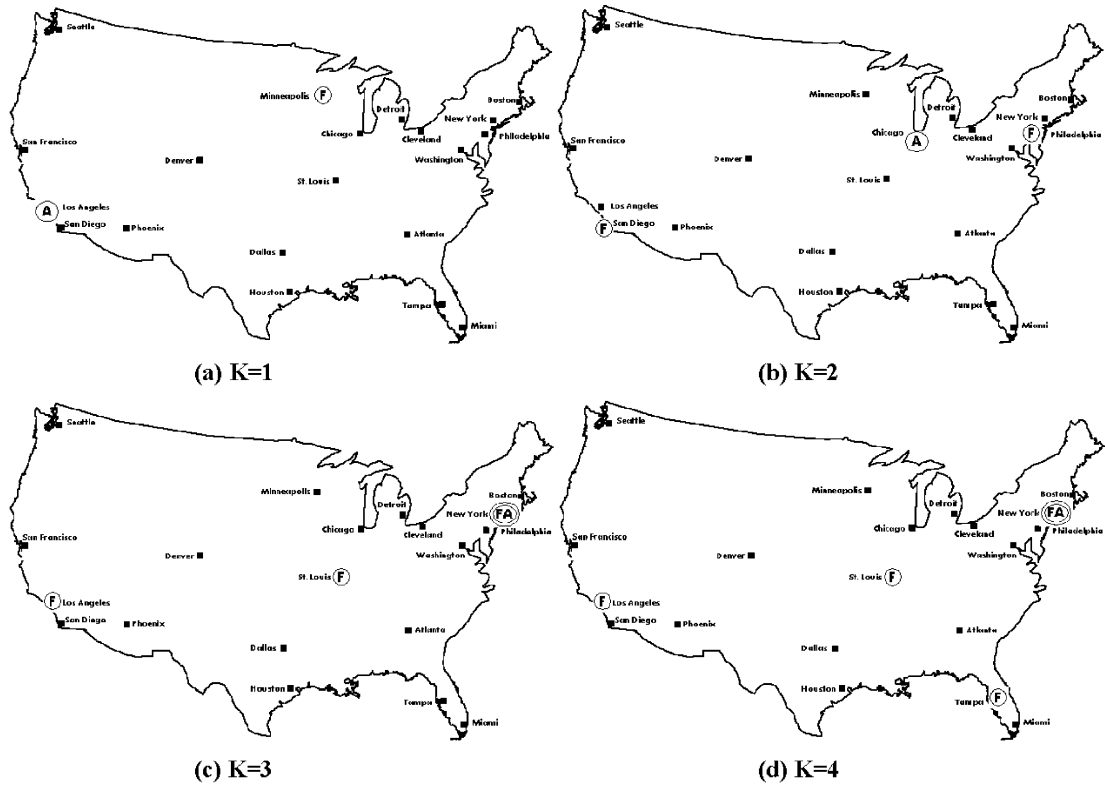 Seattle
Minneapolis F
Boston
Detroit
New York
Chicago
Cleveland
Philadelphia
San Francisco
Washington
Denver
St. Louis
A Los Angeles
San Diego
Phoenix
Atlanta
Dallas
Houston
Tampa
Miami
(a) K=1
Seattle
Minneapolis
Boston
Detroit
New York
Chicago
A
Cleveland
F
Philadelphia
San Francisco
Washington
Denver
St. Louis
Los Angeles
F San Diego
Phoenix
Atlanta
Dallas
Houston
Tampa
Miami
(b) K=2
Seattle
Minneapolis
Boston
Detroit
New York FA
Chicago
Cleveland
Philadelphia
San Francisco
Washington
Denver
St. Louis F
F Los Angeles
San Diego
Phoenix
Atlanta
Dallas
Houston
Tampa
Miami
(c) K=3
Seattle
Minneapolis
Boston
Detroit
New York FA
Chicago
Cleveland
Philadelphia
San Francisco
Washington
Denver
St. Louis F
F Los Angeles
San Diego
Phoenix
Atlanta
Dallas
Houston
Tampa F
Miami
(d) K=4